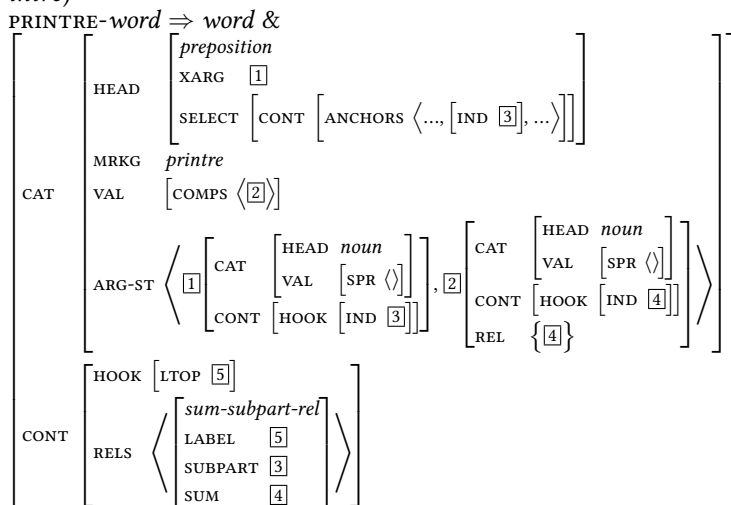 PRINTRE-word ⇒ word &
preposition
XARG 1
HEAD
SELECT [CONT [ANCHORS ⟨…, [IND 3], …⟩]]
MRKG printre
CAT VAL [COMPS ⟨2⟩]
HEAD noun HEAD noun
CAT CAT
VAL [SPR ⟨⟩] VAL [SPR ⟨⟩]
ARG-ST ⟨ 1 , 2 ⟩
CONT [HOOK [IND 3]] CONT [HOOK [IND 4]]
REL {4}
HOOK [LTOP 5]
sum-subpart-rel
LABEL 5
CONT RELS ⟨ ⟩
SUBPART 3
SUM 4